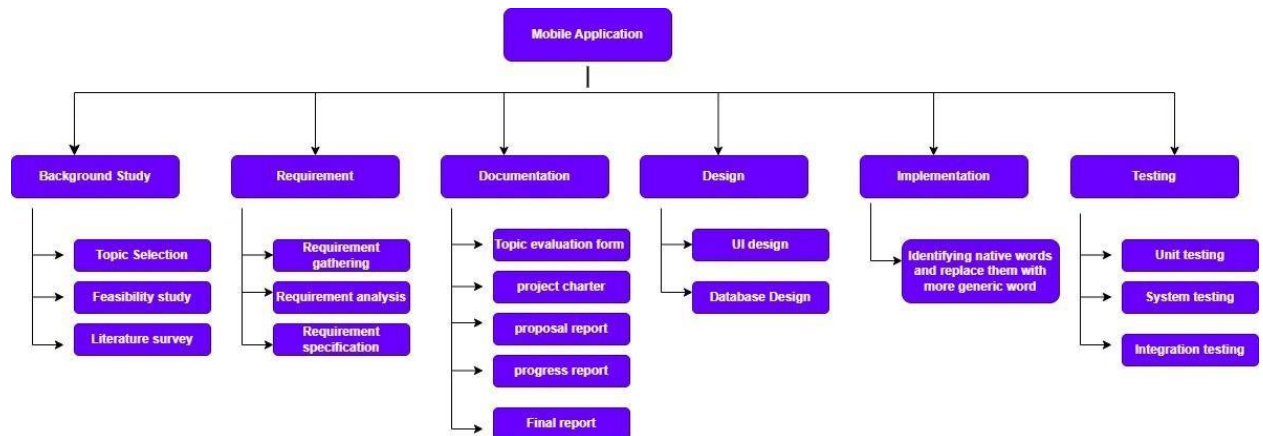 Mobile Application
Background Study
Requirement
Documentation
Design
Implementation
Testing
Topic Selection
Feasibility study
Literature survey
Requirement
gathering
Requirement analysis
Requirement
specification
Topic evaluation form
project charter
proposal report
progress report
Final report
UI design
Database Design
Identifying native words
and replace them with
more generic word
Unit testing
System testing
Integration testing